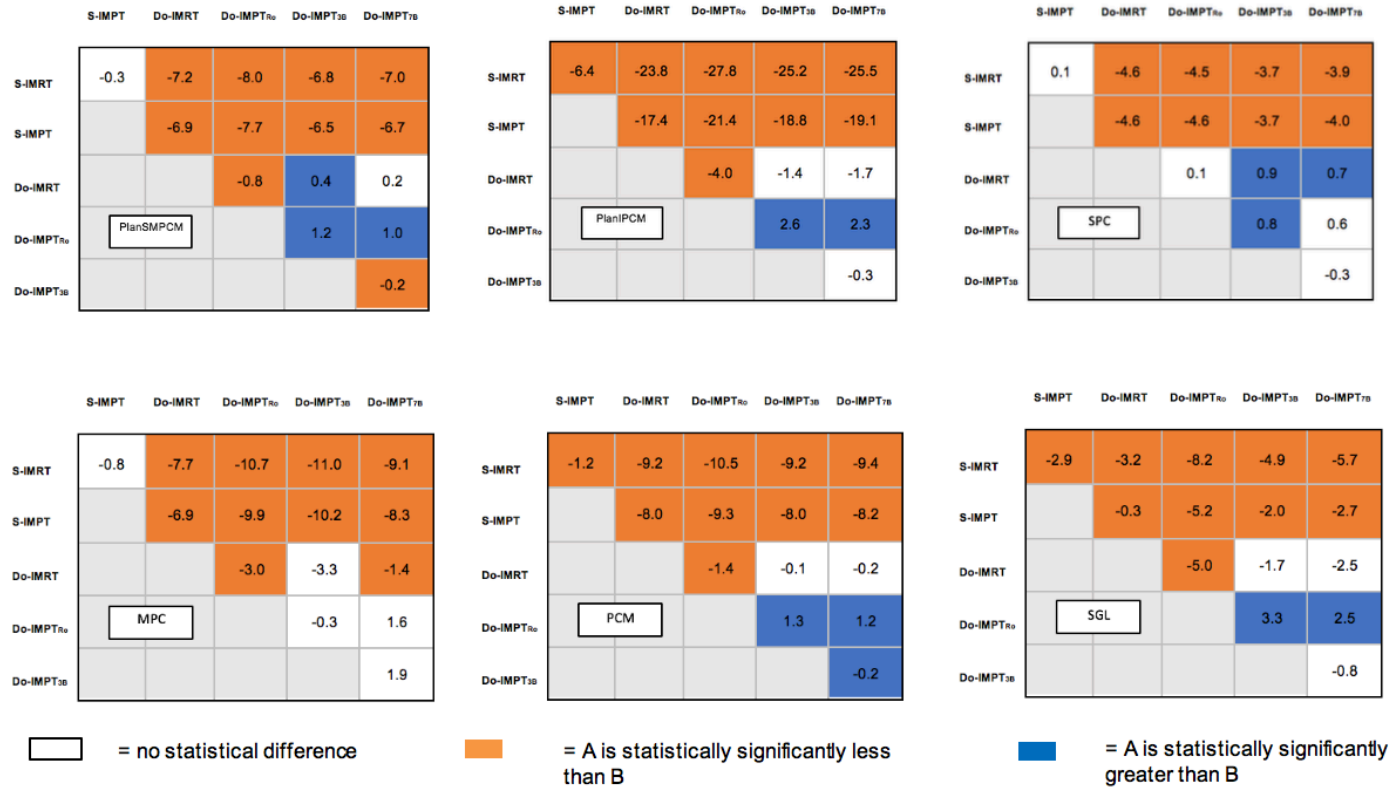 S-IMPT Do-IMRT Do-IMPTRo Do-IMPT3B Do-IMPT7B
S-IMRT -0.3 -7.2 -8.0 -6.8 -7.0
S-IMPT -6.9 -7.7 -6.5 -6.7
Do-IMRT -0.8 0.4 0.2
Do-IMPTRo PlanSMPCM 1.2 1.0
Do-IMPT3B -0.2
S-IMPT Do-IMRT Do-IMPTRo Do-IMPT3B Do-IMPT7B
S-IMRT -6.4 -23.8 -27.8 -25.2 -25.5
S-IMPT -17.4 -21.4 -18.8 -19.1
Do-IMRT -4.0 -1.4 -1.7
Do-IMPTRo PlanIPCM 2.6 2.3
Do-IMPT3B -0.3
S-IMPT Do-IMRT Do-IMPTRo Do-IMPT3B Do-IMPT7B
S-IMRT 0.1 -4.6 -4.5 -3.7 -3.9
S-IMPT -4.6 -4.6 -3.7 -4.0
Do-IMRT 0.1 0.9 0.7
Do-IMPTRo SPC 0.8 0.6
Do-IMPT3B -0.3
S-IMPT Do-IMRT Do-IMPTRo Do-IMPT3B Do-IMPT7B
S-IMRT -0.8 -7.7 -10.7 -11.0 -9.1
S-IMPT -6.9 -9.9 -10.2 -8.3
Do-IMRT -3.0 -3.3 -1.4
Do-IMPTRo MPC -0.3 1.6
Do-IMPT3B 1.9
S-IMPT Do-IMRT Do-IMPTRo Do-IMPT3B Do-IMPT7B
S-IMRT -1.2 -9.2 -10.5 -9.2 -9.4
S-IMPT -8.0 -9.3 -8.0 -8.2
Do-IMRT -1.4 -0.1 -0.2
Do-IMPTRo PCM 1.3 1.2
Do-IMPT3B -0.2
S-IMPT Do-IMRT Do-IMPTRo Do-IMPT3B Do-IMPT7B
S-IMRT -2.9 -3.2 -8.2 -4.9 -5.7
S-IMPT -0.3 -5.2 -2.0 -2.7
Do-IMRT -5.0 -1.7 -2.5
Do-IMPTRo SGL 3.3 2.5
Do-IMPT3B -0.8
= no statistical difference
= A is statistically significantly less
than B
= A is statistically significantly
greater than B